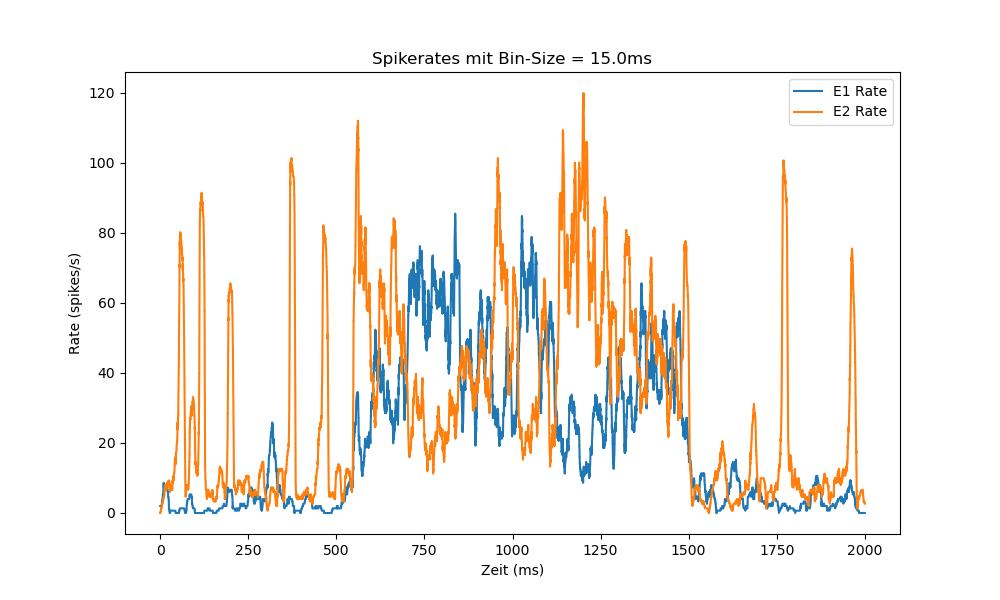 Spikerates mit Bin-Size = 15.0ms
E1 Rate
E2 Rate
120
100
80
60
40
20
0
Rate (spikes/s)
0 250 500 750 1000 1250 1500 1750 2000
Zeit (ms)